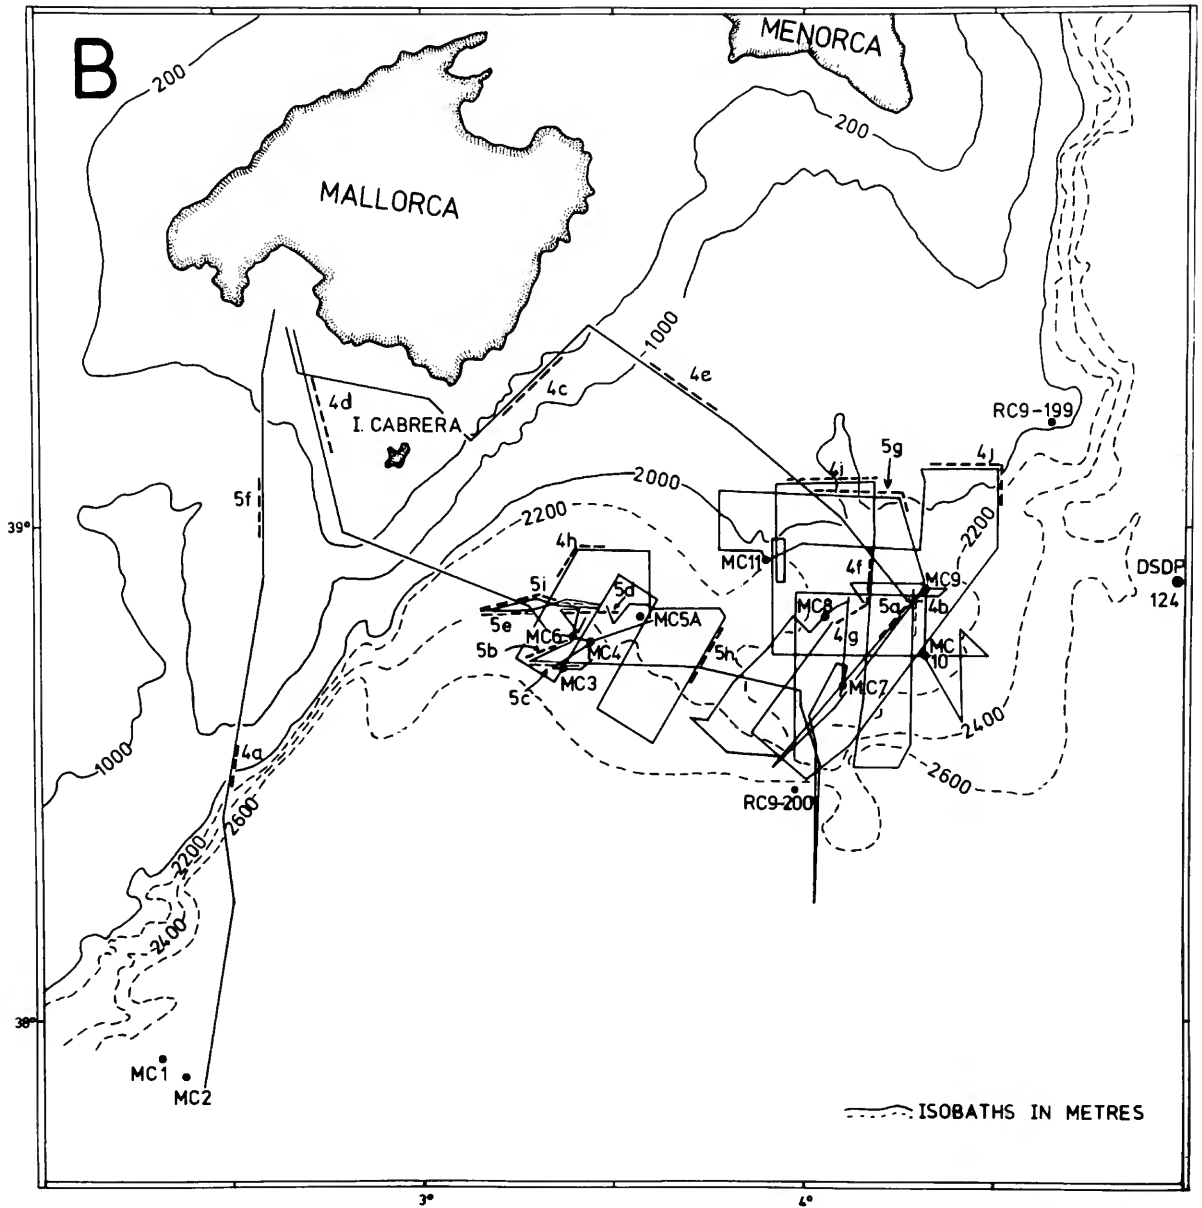 B
MENORCA
200
200
MALLORCA
1000
4e
4c
4d
I. CABRERA
RC9-199
5g
4i
4j
5f
2000
2200
39°
2200
4h
MC11
DSDP
124
5i
5d
4f
MC9
5e
MC5A
MC8
5a
4b
MC6
5b
MC4
4g
5h
MC
10
5c
MC3
MC7
2400
4a
1000
2600
RC9-200
2600
2200
2400
38°
MC1
MC2
ISOBATHS IN METRES
3°
4°